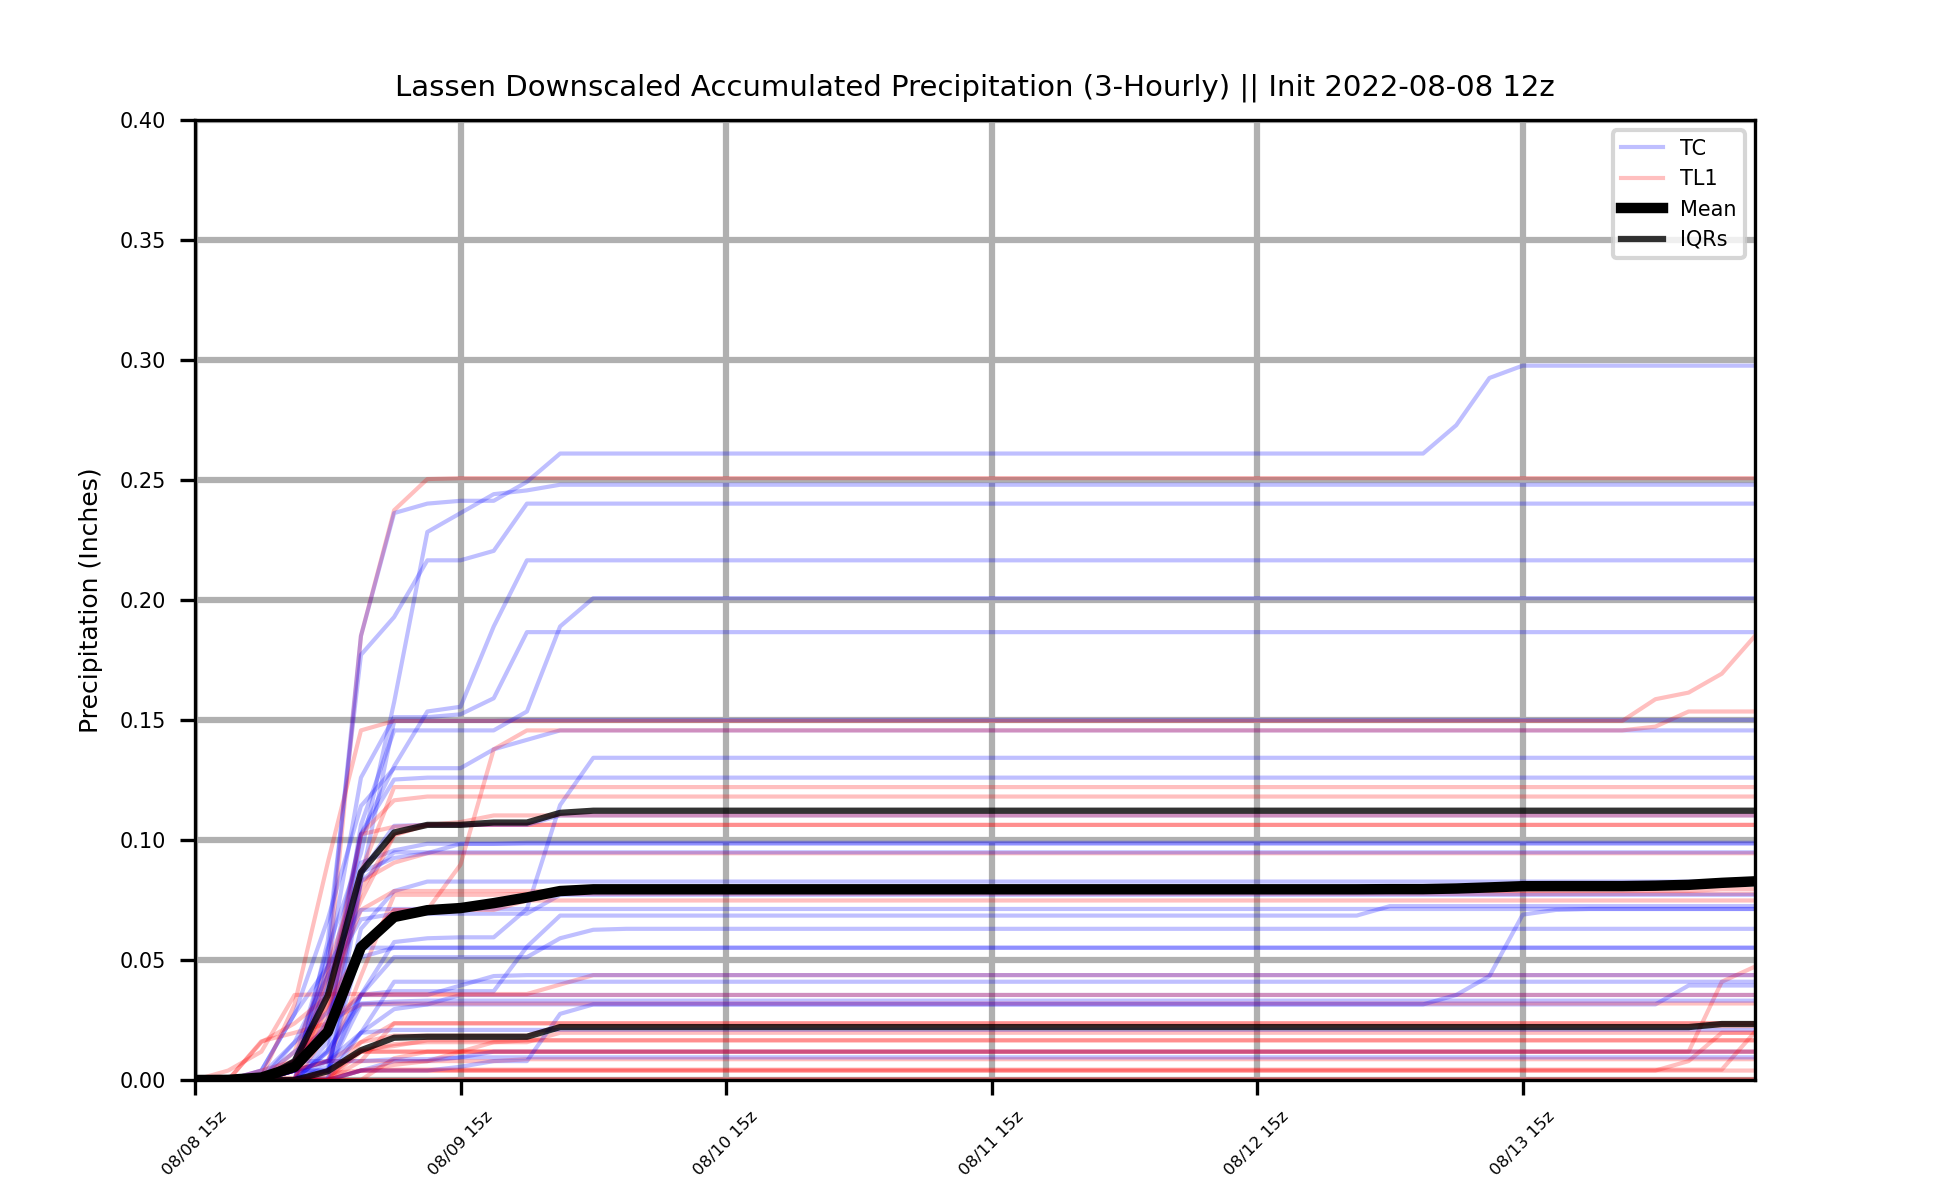 Lassen Downscaled Accumulated Precipitation (3-Hourly) || Init 2022-08-08 12z
TC
TL1
Mean
IQRs
Precipitation (Inches)
0.40
0.35
0.30
0.25
0.20
0.15
0.10
0.05
0.00
08/08 15z
08/09 15z
08/10 15z
08/11 15z
08/12 15z
08/13 15z